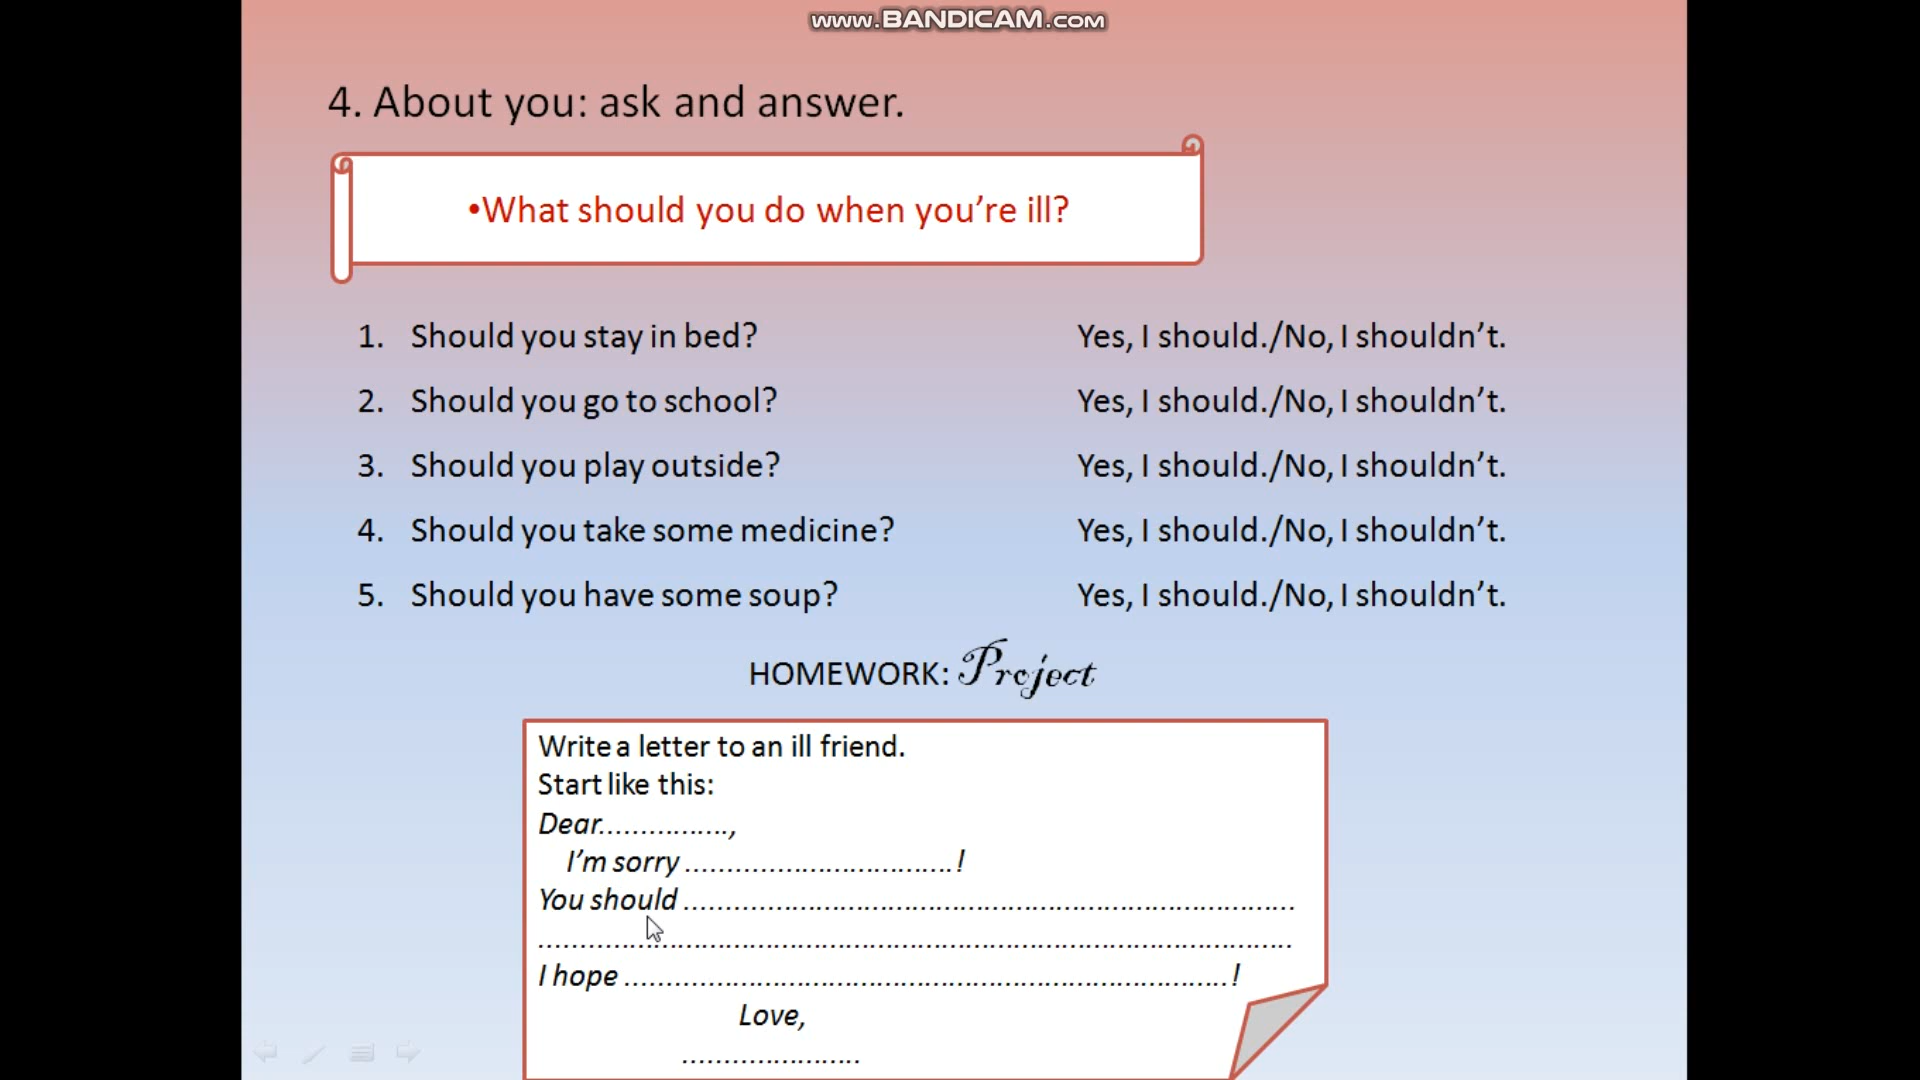 www.BANDICAM.com
4. About you: ask and answer.
•What should you do when you’re ill?
1. Should you stay in bed? Yes, I should./No, I shouldn’t.
2. Should you go to school? Yes, I should./No, I shouldn’t.
3. Should you play outside? Yes, I should./No, I shouldn’t.
4. Should you take some medicine? Yes, I should./No, I shouldn’t.
5. Should you have some soup? Yes, I should./No, I shouldn’t.
HOMEWORK: Project
Write a letter to an ill friend.
Start like this:
Dear...............,
I’m sorry ................................!
You should .........................................................................
..........................................................................................
I hope ........................................................................!
Love,
.....................